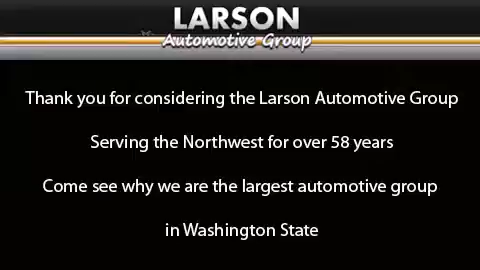 LARSON
Automotive Group
Thank you for considering the Larson Automotive Group
Serving the Northwest for over 58 years
Come see why we are the largest automotive group
in Washington State